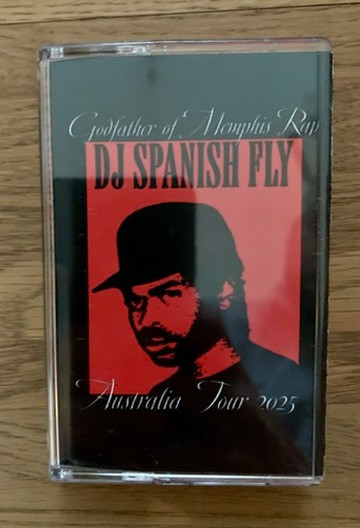 Godfather of Memphis Rap
DJ SPANISH FLY
Australia Tour 2025